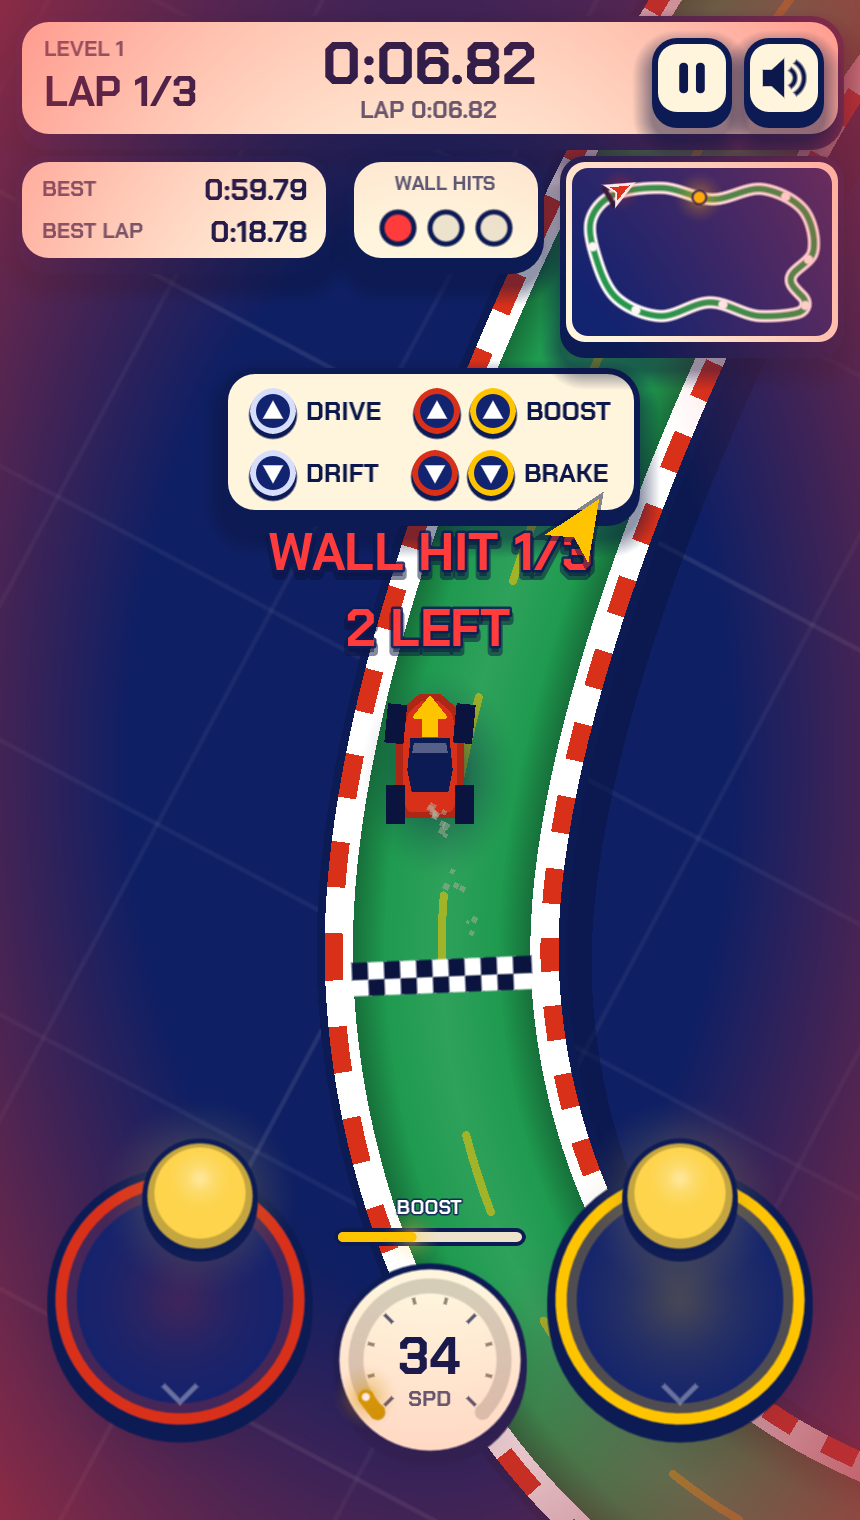 LEVEL 1
LAP 1/3
0:06.82
LAP 0:06.82
BEST 0:59.79
BEST LAP 0:18.78
WALL HITS
DRIVE BOOST
DRIFT BRAKE
WALL HIT 1/3
2 LEFT
BOOST
34
SPD